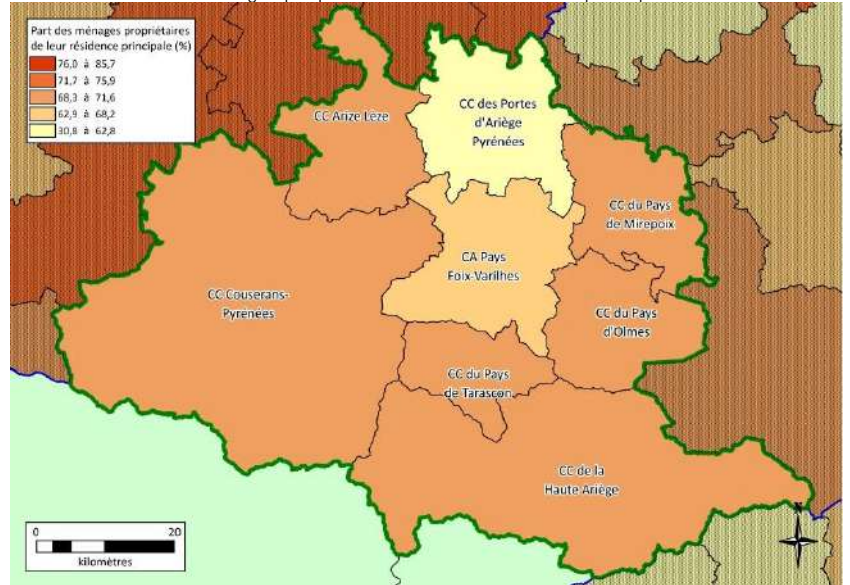 Part des ménages propriétaires
de leur résidence principale (%)
76,0 à 85,7
71,7 à 75,9
68,3 à 71,6
62,9 à 68,2
30,8 à 62,8
CC Arize Lèze
CC des Portes
d'Ariège
Pyrénées
CC du Pays
de Mirepoix
CA Pays
Foix-Varilhes
CC Couserans-
Pyrénées
CC du Pays
d'Olmes
CC du Pays
de Tarascon
CC de la
Haute Ariège
0 20
kilomètres
N